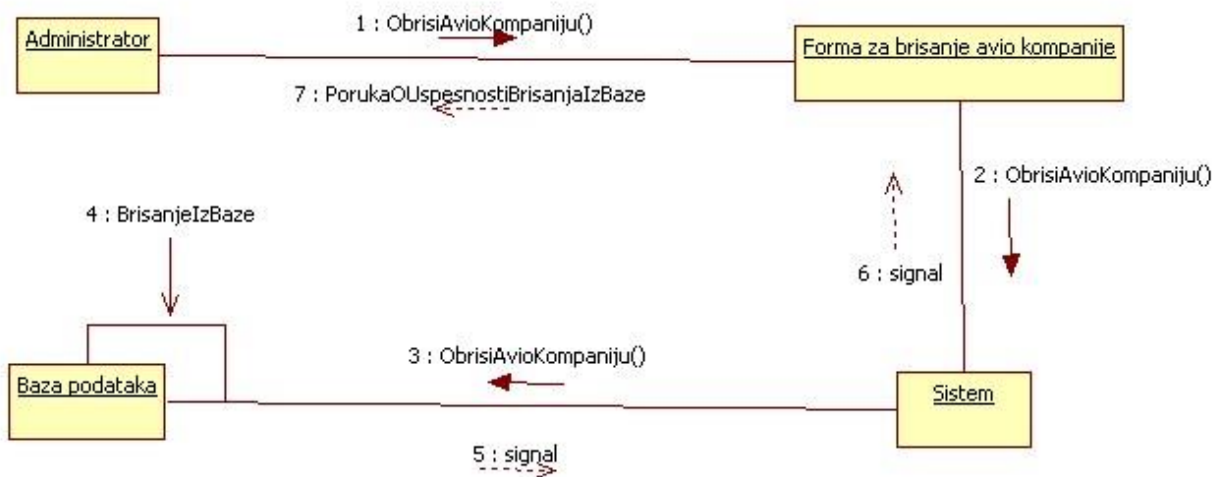 1 : ObrisiAvioKompaniju()
Administrator
Forma za brisanje avio kompanije
7 : PorukaOUspesnostiBrisanjaIzBaze
2 : ObrisiAvioKompaniju()
4 : BrisanjeIzBaze
6 : signal
3 : ObrisiAvioKompaniju()
Baza podataka
Sistem
5 : signal